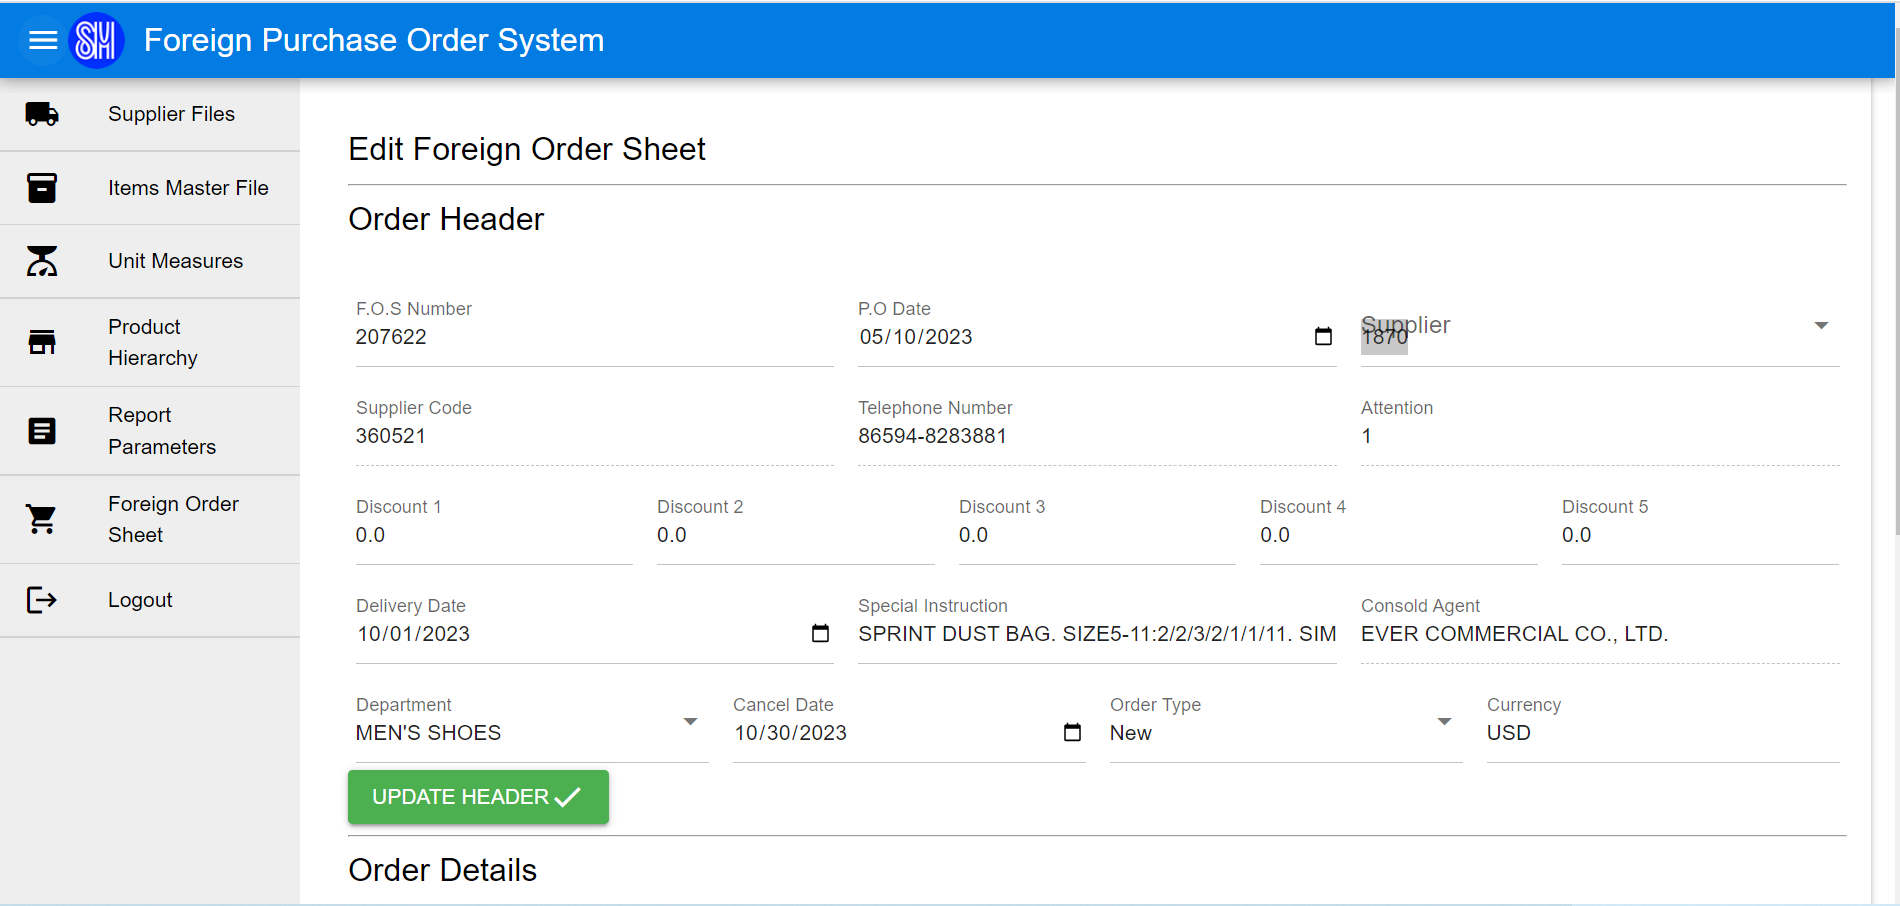 SM
Foreign Purchase Order System
Supplier Files
Items Master File
Unit Measures
Product
Hierarchy
Report
Parameters
Foreign Order
Sheet
Logout
Edit Foreign Order Sheet
Order Header
F.O.S Number
207622
P.O Date
05/10/2023
Supplier
1870
Supplier Code
360521
Telephone Number
86594-8283881
Attention
1
Discount 1
0.0
Discount 2
0.0
Discount 3
0.0
Discount 4
0.0
Discount 5
0.0
Delivery Date
10/01/2023
Special Instruction
SPRINT DUST BAG. SIZE5-11:2/2/3/2/1/1/11. SIM
Consold Agent
EVER COMMERCIAL CO., LTD.
Department
MEN'S SHOES
Cancel Date
10/30/2023
Order Type
New
Currency
USD
UPDATE HEADER
Order Details